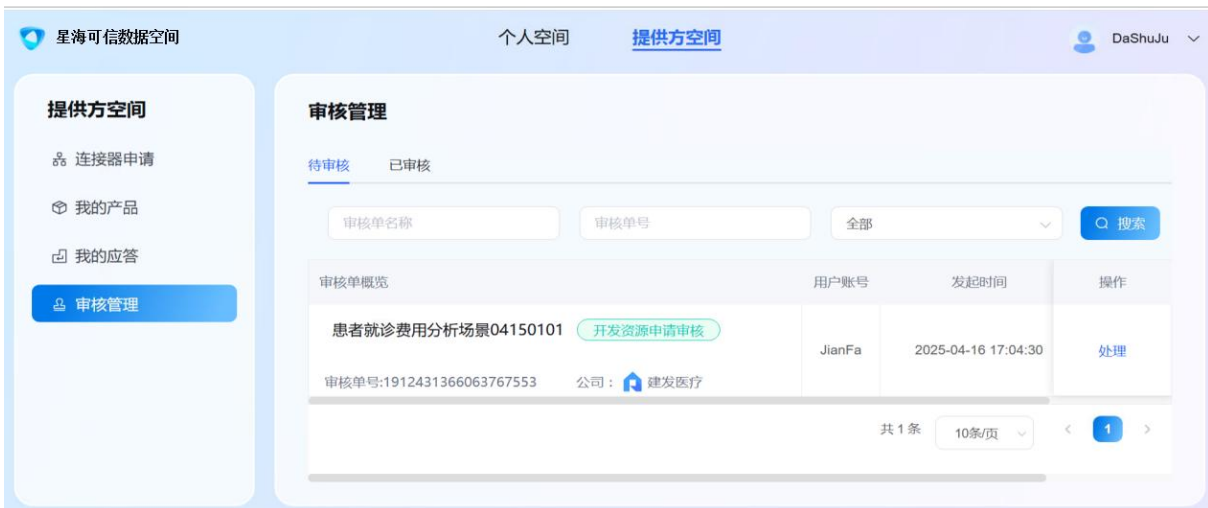 星海可信数据空间 个人空间 提供方空间 DaShuJu
提供方空间
连接器申请
我的产品
我的应答
审核管理
审核管理
待审核 已审核
审核单名称 审核单号 全部 搜索
审核单概览 用户账号 发起时间 操作
患者就诊费用分析场景04150101 开发资源申请审核
JianFa 2025-04-16 17:04:30 处理
审核单号:1912431366063767553 公司： 建发医疗
共 1 条 10条/页 < 1 >